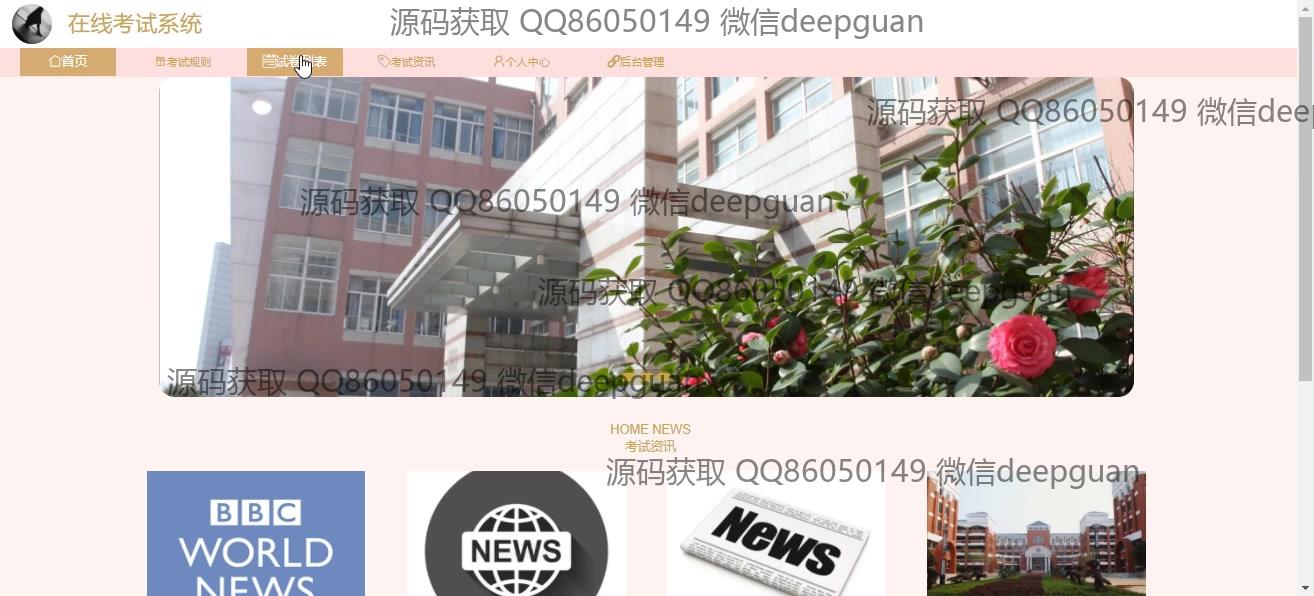 在线考试系统
源码获取 QQ86050149 微信deepguan
首页
考试规则
试卷列表
考试资讯
个人中心
后台管理
源码获取 QQ86050149 微信deep
源码获取 QQ86050149 微信deepguan
源码获取 QQ86050149 微信deepguan
源码获取 QQ86050149 微信deepguan
HOME NEWS
考试资讯
源码获取 QQ86050149 微信deepguan
BBC
WORLD
NEWS
NEWS
News